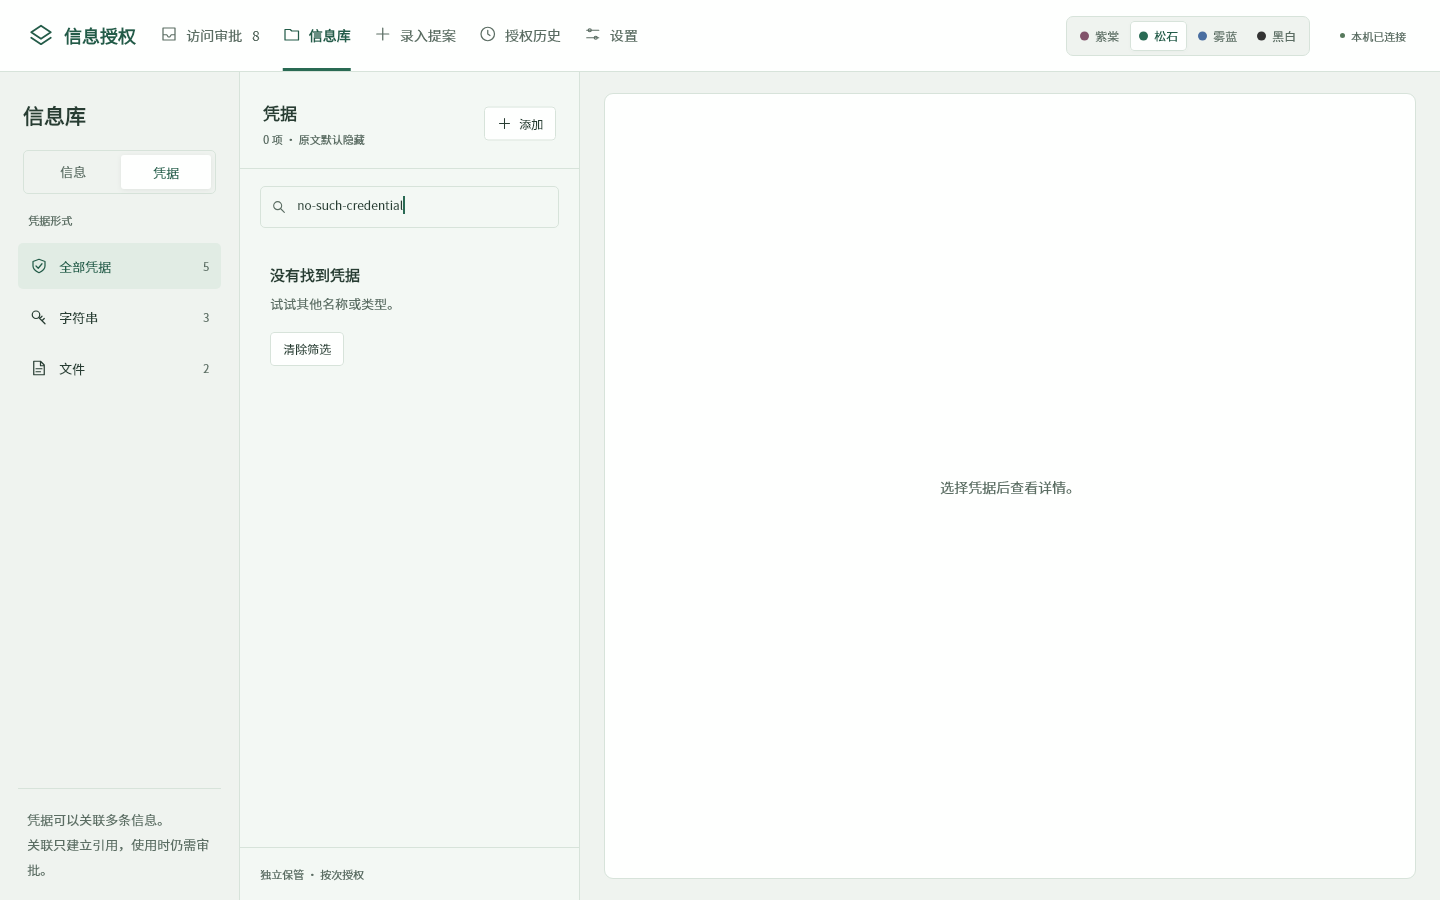 信息授权
访问审批 8
信息库
录入提案
授权历史
设置
紫棠
松石
雾蓝
黑白
本机已连接
信息库
信息
凭据
凭据形式
全部凭据 5
字符串 3
文件 2
凭据可以关联多条信息。
关联只建立引用，使用时仍需审
批。
凭据
0 项 · 原文默认隐藏
添加
no-such-credential
没有找到凭据
试试其他名称或类型。
清除筛选
独立保管 · 按次授权
选择凭据后查看详情。